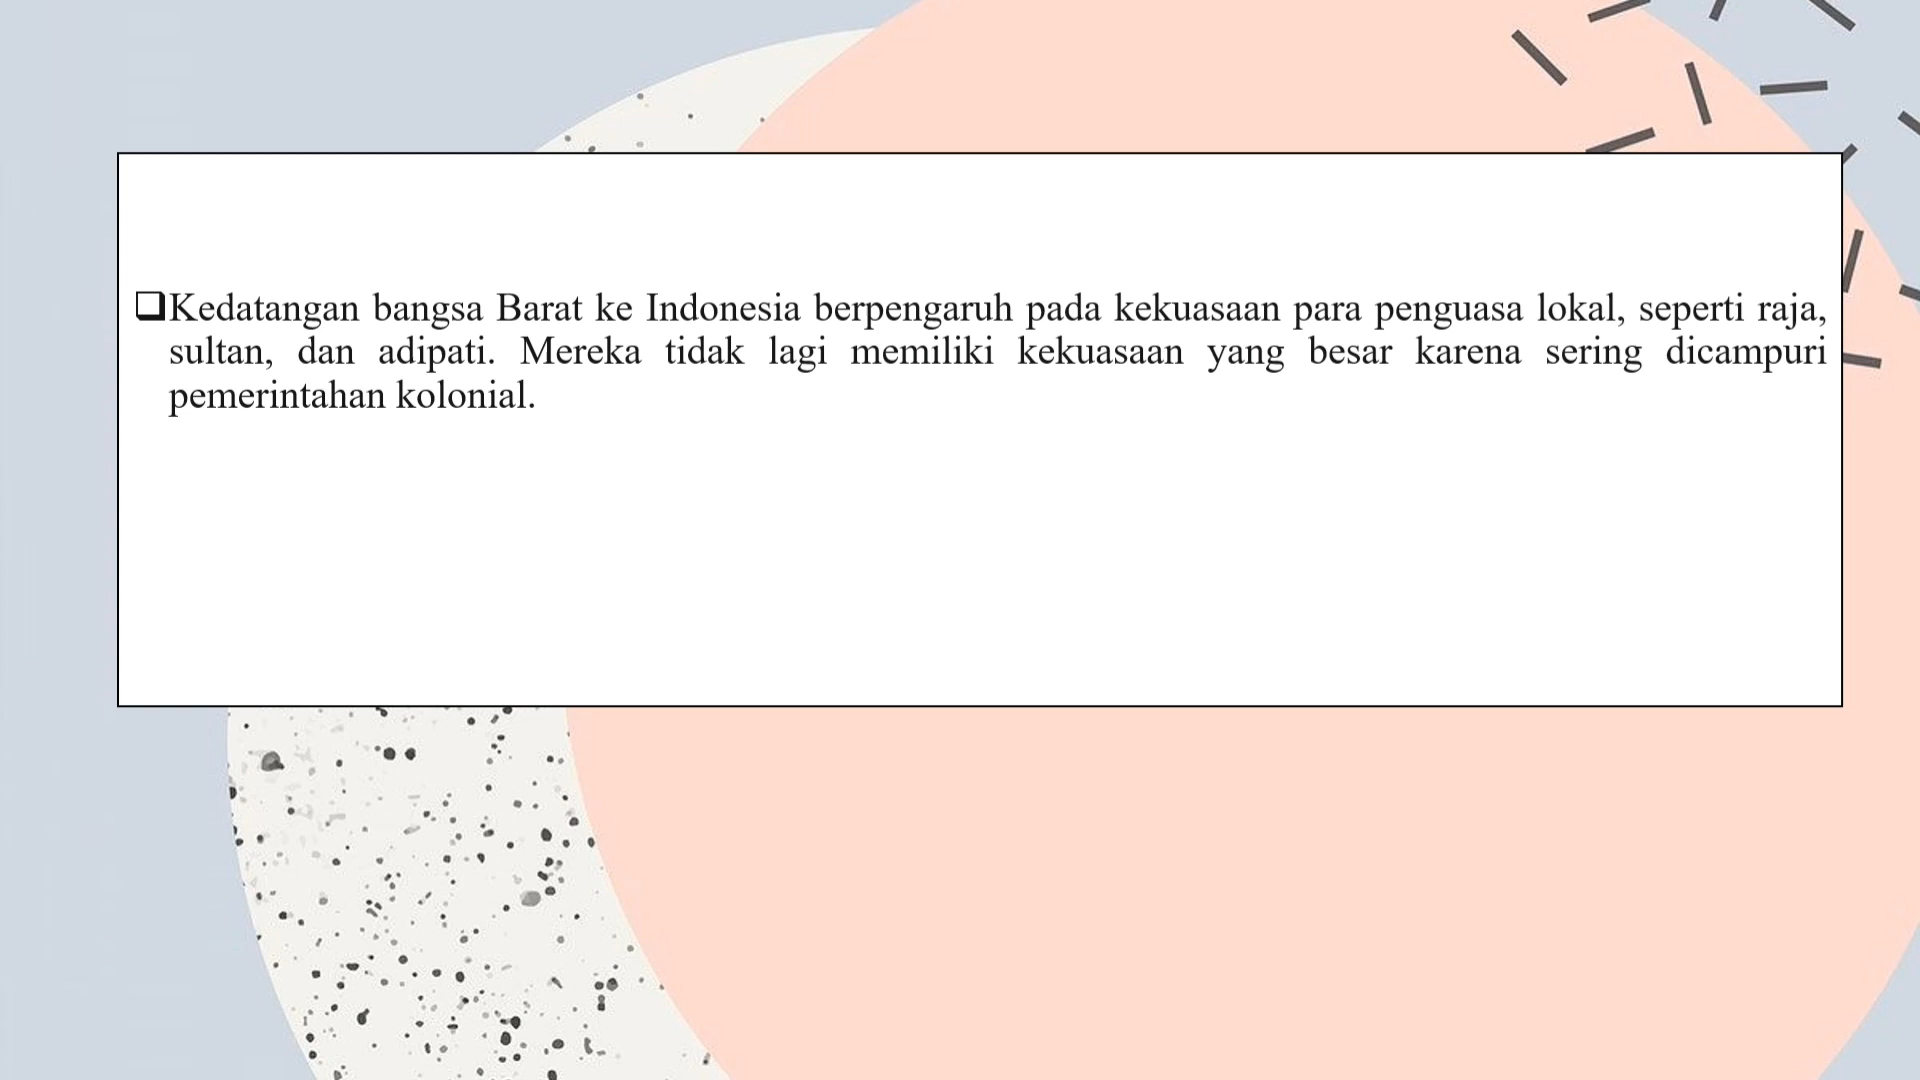 ❑Kedatangan bangsa Barat ke Indonesia berpengaruh pada kekuasaan para penguasa lokal, seperti raja,
sultan, dan adipati. Mereka tidak lagi memiliki kekuasaan yang besar karena sering dicampuri
pemerintahan kolonial.